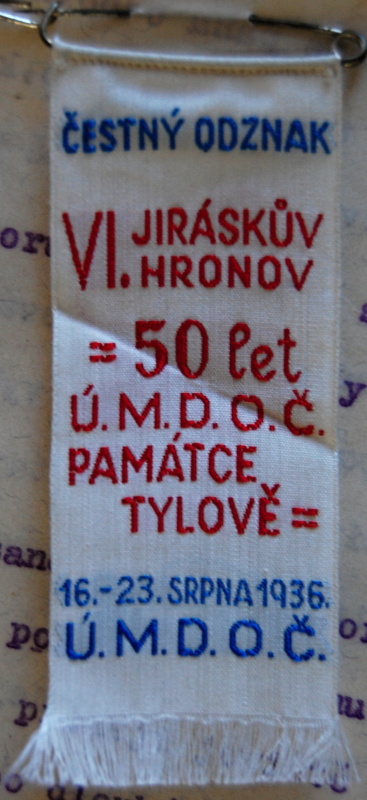 ČESTNÝ ODZNAK
VI. JIRÁSKŮV
HRONOV
= 50 let
Ú.M.D.O.Č.
PAMÁTCE
TYLOVĚ =
16.-23. SRPNA 1936.
Ú.M.D.O.Č.